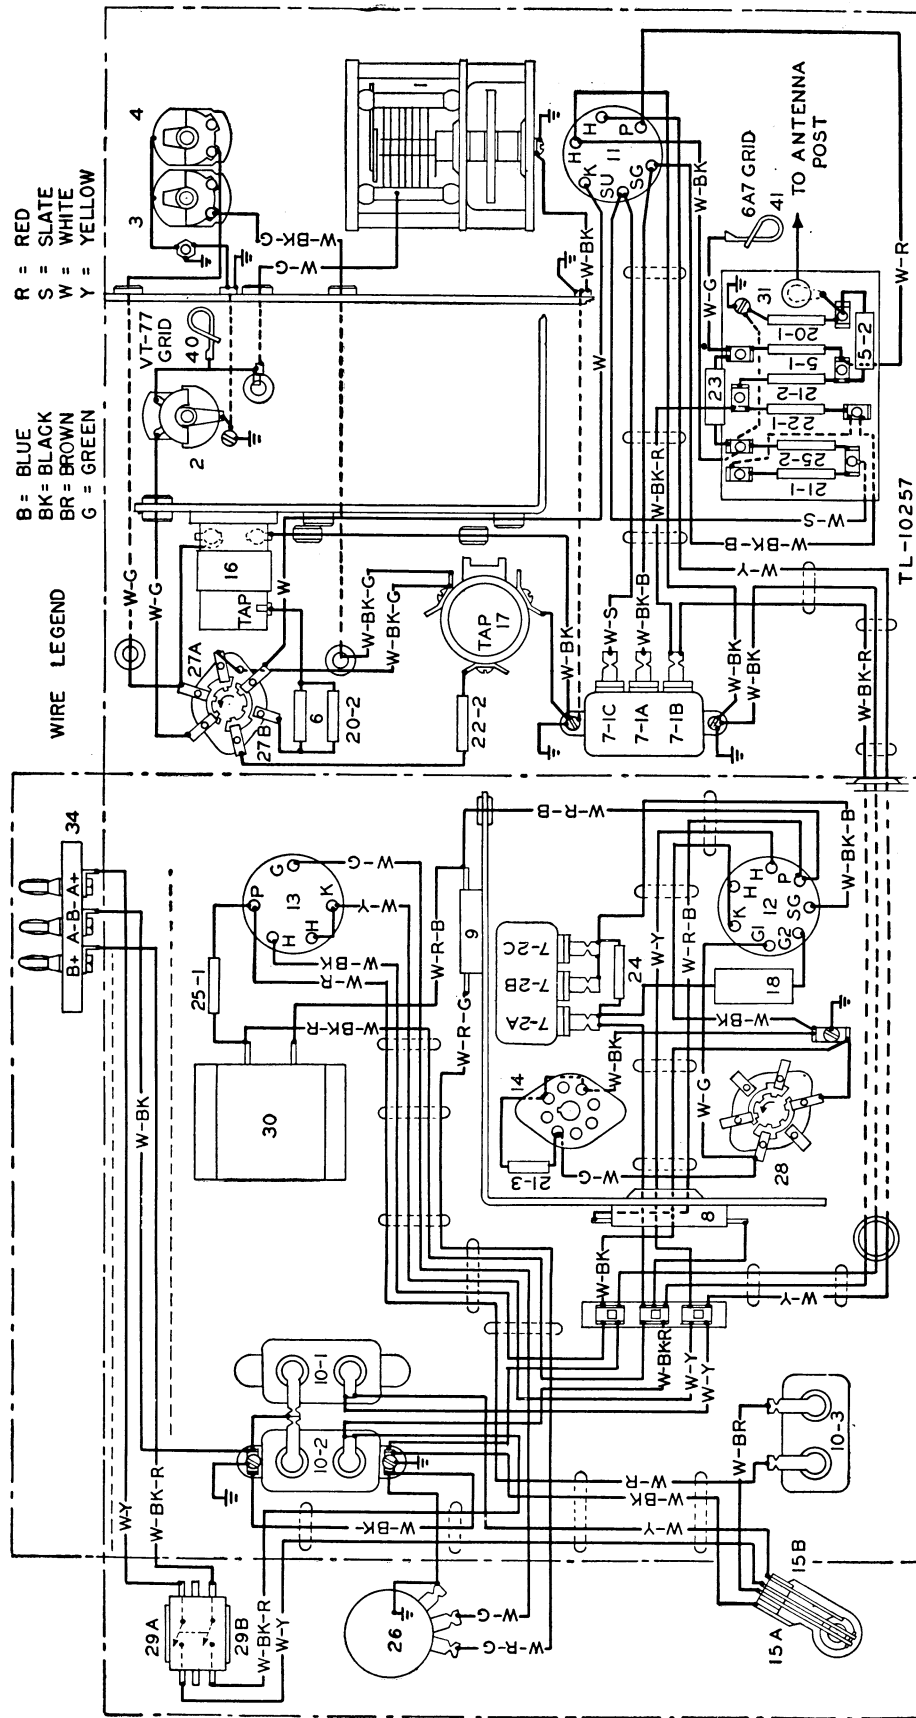 WIRE LEGEND
B = BLUE
BK = BLACK
BR = BROWN
G = GREEN
R = RED
S = SLATE
W = WHITE
Y = YELLOW
3
4
1
VT-77
GRID
40
2
W-BK-G
W-G
W-BK
W-G
W-G
16
TAP
W
27A
27B
6
20-2
22-2
W-BK-G
W-BK-G
TAP
17
W-BK
W
H
H
K
11
P
SU
SG
W-BK
W-G
6A7 GRID
41
TO ANTENNA
POST
W-R
31
20-1
5-2
5-1
23
21-2
22-1
25-2
21-1
W-S
W-BK-B
W-Y
W-BK-R
W-S
W-BK-B
7-1C
7-1A
7-1B
W-BK
W-BK
W-BK-R
TL-10257
34
A+
A-B-
B+
W-BK
W-Y
W-BK-R
25-1
30
P
G
13
K
H
H
W-G
W-Y
W-BK
W-R
W-BK-R
W-R-B
W-R-G
9
W-R-B
7-2C
7-2B
7-2A
24
14
21-3
W-G
W-BK
W-Y
W-R-B
W-BK
W-G
18
K
H
H
12
P
G1
G2
SG
W-BK-B
28
8
W-BK
W-BK-R
W-Y
W-Y
W-Y
10-1
10-2
10-3
W-BR
W-R
W-BK
W-Y
W-BK-
29A
29B
W-BK-R
W-Y
26
W-G
W-R-G
15A
15B